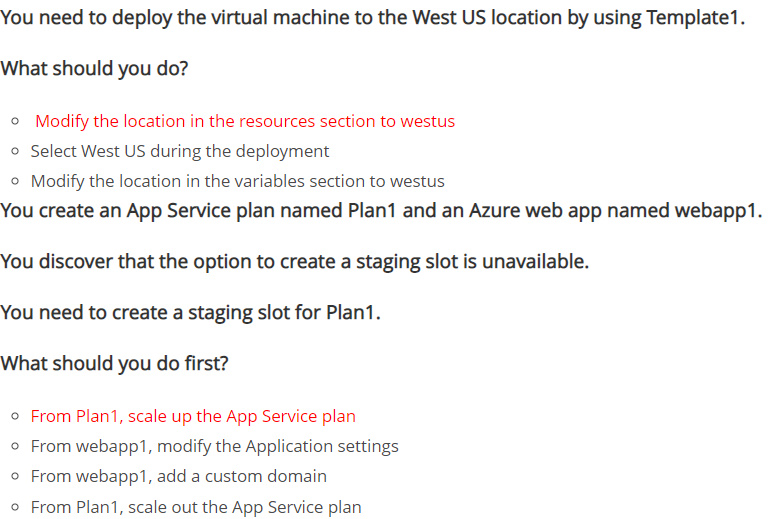 You need to deploy the virtual machine to the West US location by using Template1.
What should you do?
Modify the location in the resources section to westus
Select West US during the deployment
Modify the location in the variables section to westus
You create an App Service plan named Plan1 and an Azure web app named webapp1.
You discover that the option to create a staging slot is unavailable.
You need to create a staging slot for Plan1.
What should you do first?
From Plan1, scale up the App Service plan
From webapp1, modify the Application settings
From webapp1, add a custom domain
From Plan1, scale out the App Service plan